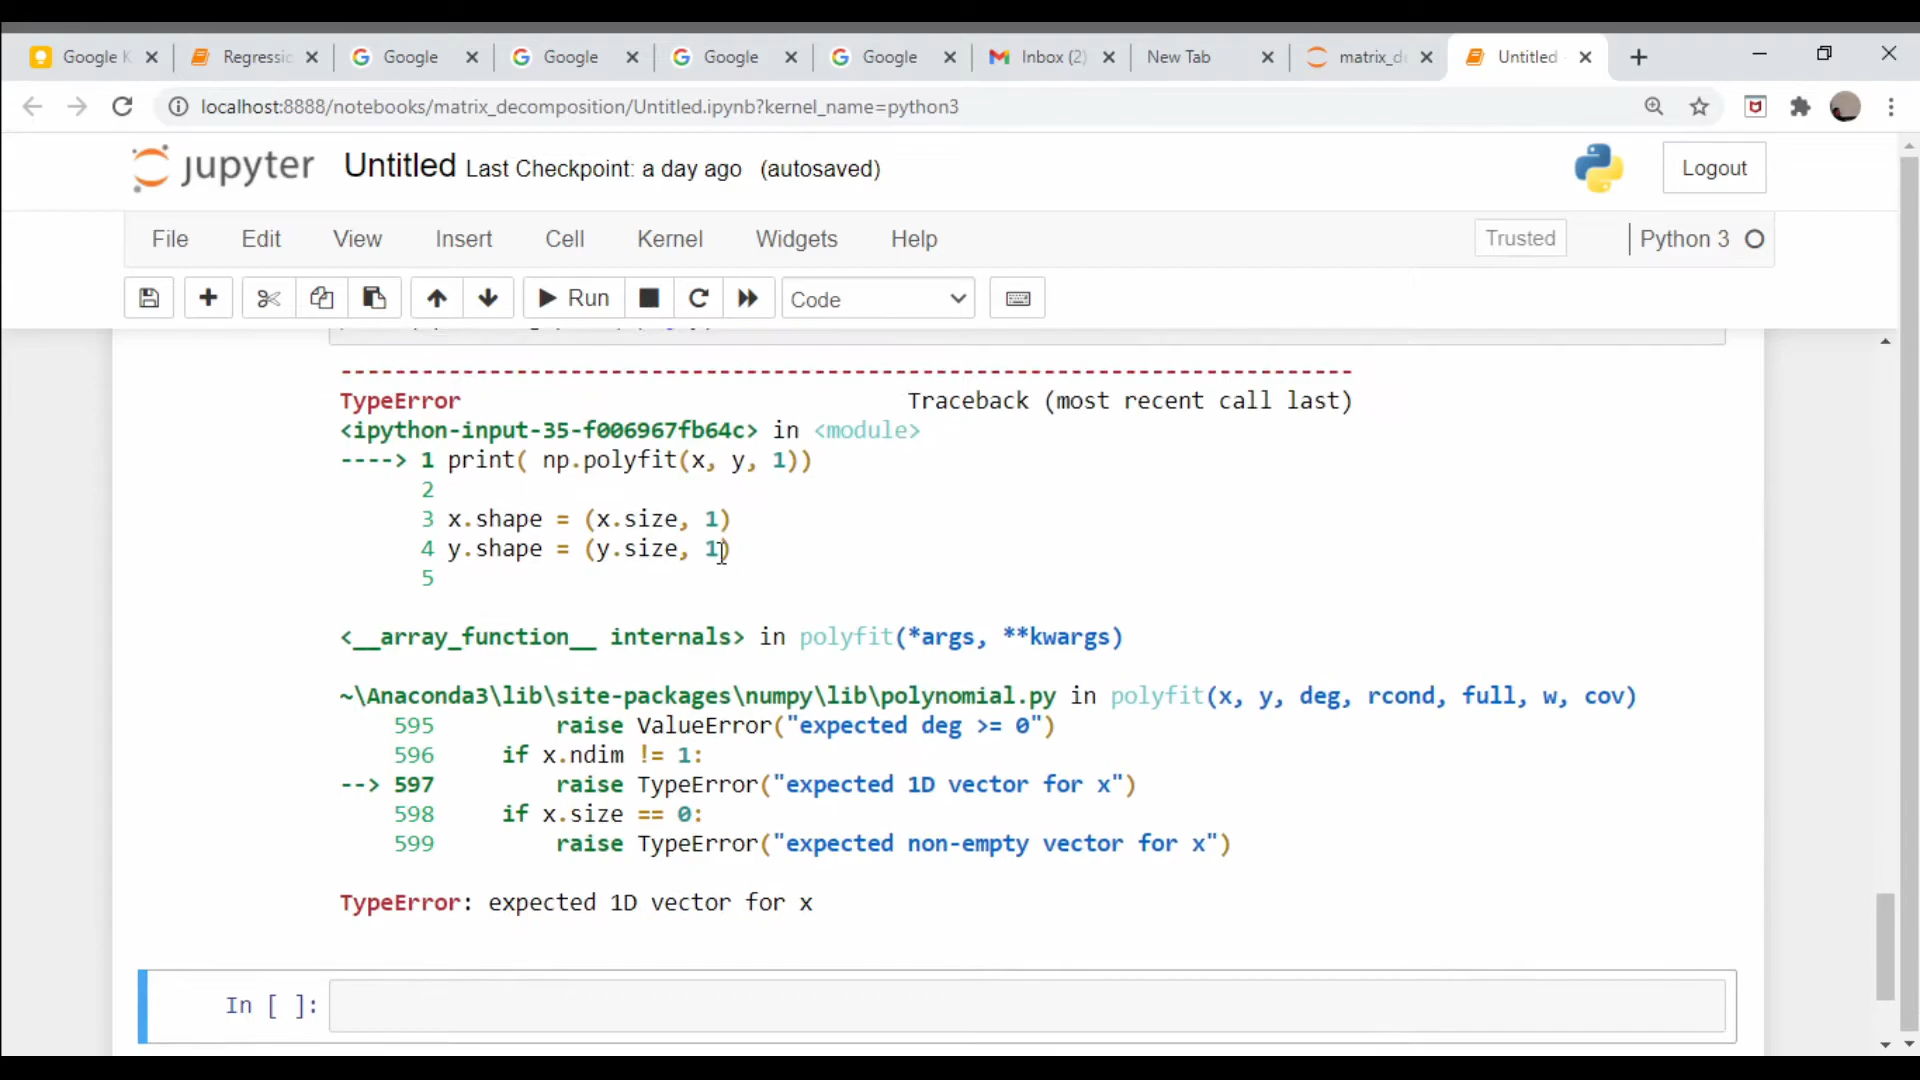 Google K
Regressic
Google
Google
Google
Google
Inbox (2)
New Tab
matrix_de
Untitled
localhost:8888/notebooks/matrix_decomposition/Untitled.ipynb?kernel_name=python3
jupyter Untitled Last Checkpoint: a day ago (autosaved)
Logout
File Edit View Insert Cell Kernel Widgets Help
Trusted
Python 3
Run
Code
---------------------------------------------------------------------------
TypeError Traceback (most recent call last)
<ipython-input-35-f006967fb64c> in <module>
----> 1 print( np.polyfit(x, y, 1))
2
3 x.shape = (x.size, 1)
4 y.shape = (y.size, 1)
5
<__array_function__ internals> in polyfit(*args, **kwargs)
~\Anaconda3\lib\site-packages\numpy\lib\polynomial.py in polyfit(x, y, deg, rcond, full, w, cov)
595 raise ValueError("expected deg >= 0")
596 if x.ndim != 1:
--> 597 raise TypeError("expected 1D vector for x")
598 if x.size == 0:
599 raise TypeError("expected non-empty vector for x")
TypeError: expected 1D vector for x
In [ ]: